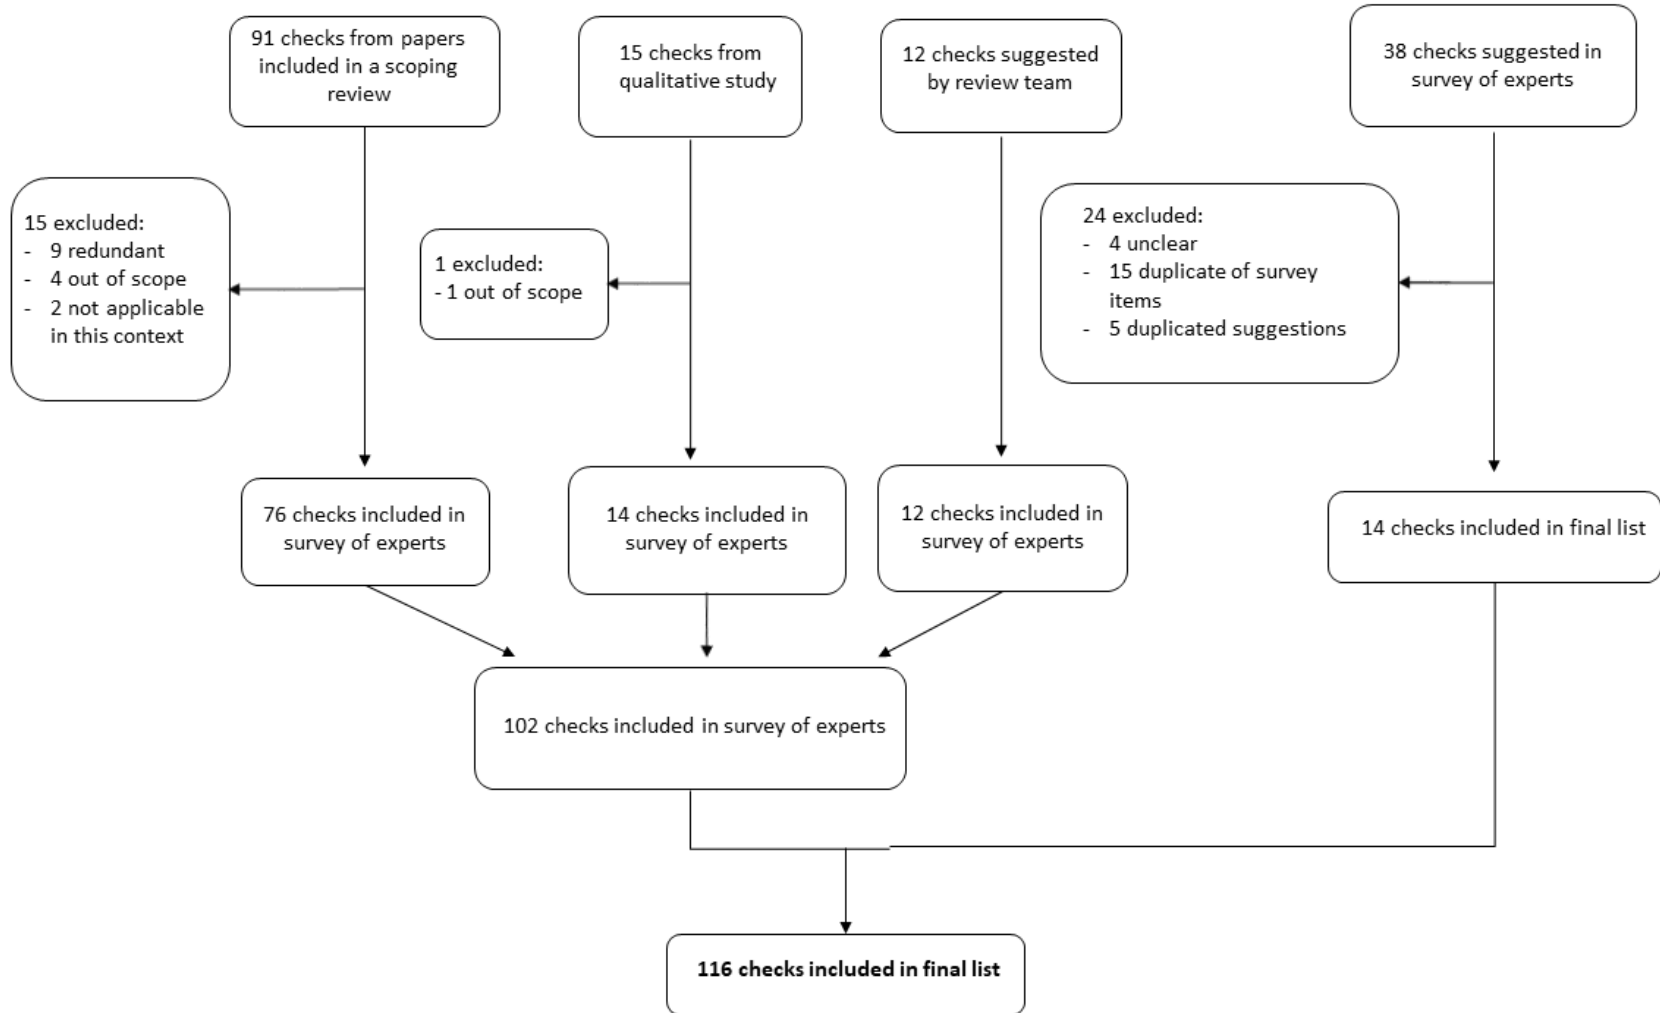 91 checks from papers
included in a scoping
review
15 checks from
qualitative study
12 checks suggested
by review team
38 checks suggested in
survey of experts
15 excluded:
- 9 redundant
- 4 out of scope
- 2 not applicable
in this context
1 excluded:
- 1 out of scope
24 excluded:
- 4 unclear
- 15 duplicate of survey
items
- 5 duplicated suggestions
76 checks included in
survey of experts
14 checks included in
survey of experts
12 checks included in
survey of experts
14 checks included in final list
102 checks included in survey of experts
116 checks included in final list